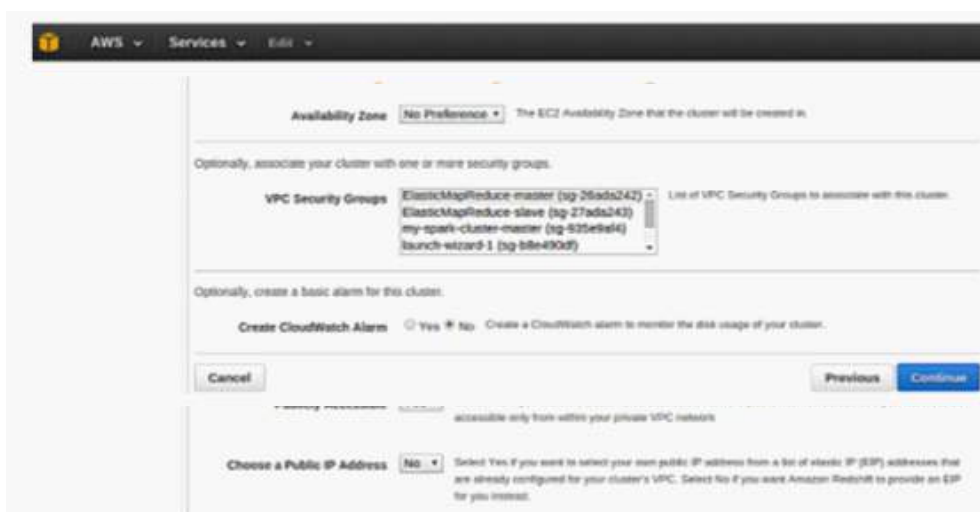 AWS Services Edit
Availability Zone No Preference The EC2 Availability Zone that the cluster will be created in.
Optionally, associate your cluster with one or more security groups.
VPC Security Groups ElasticMapReduce-master (sg-26ada242) List of VPC Security Groups to associate with this cluster.
ElasticMapReduce-slave (sg-27ada243)
my-spark-cluster-master (sg-935e9af4)
launch-wizard-1 (sg-b8e490df)
Optionally, create a basic alarm for this cluster.
Create CloudWatch Alarm Yes No Create a CloudWatch alarm to monitor the disk usage of your cluster.
Cancel Previous Continue
accessible only from within your private VPC network
Choose a Public IP Address No Select Yes if you want to select your own public IP address from a list of elastic IP (EIP) addresses that
are already configured for your cluster's VPC. Select No if you want Amazon Redshift to provide an EIP
for you instead.